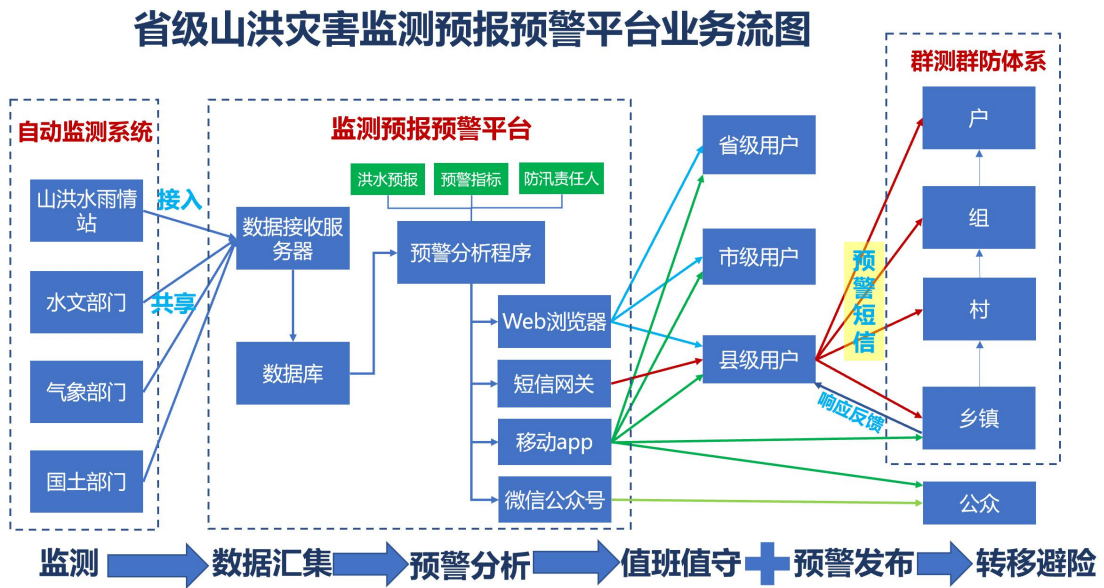 省级山洪灾害监测预报预警平台业务流图
自动监测系统
山洪水雨情
站
水文部门
气象部门
国土部门
接入
共享
监测预报预警平台
洪水预报
预警指标
防汛责任人
数据接收服
务器
预警分析程序
数据库
Web浏览器
短信网关
移动app
微信公众号
省级用户
市级用户
县级用户
预
警
短
信
响应反馈
群测群防体系
户
组
村
乡镇
公众
监测
数据汇集
预警分析
值班值守
预警发布
转移避险